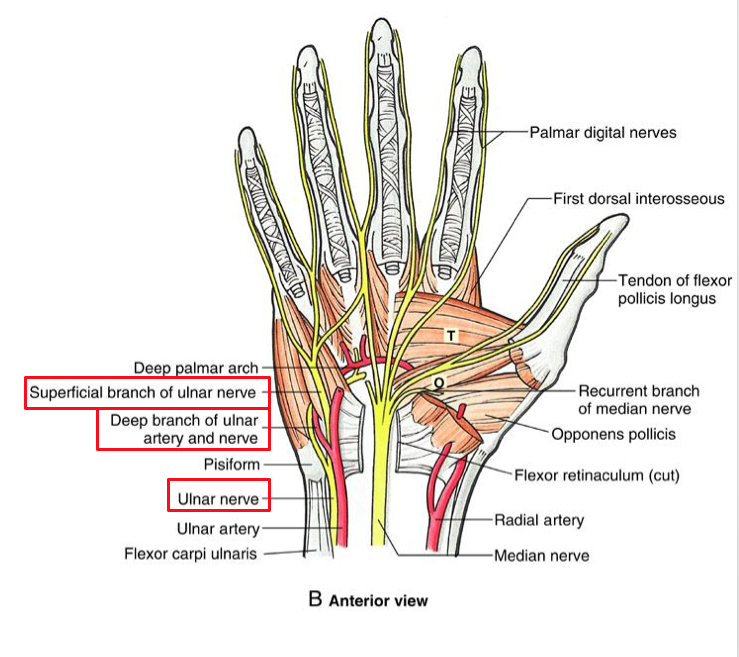 Palmar digital nerves
First dorsal interosseous
Tendon of flexor
pollicis longus
T
Deep palmar arch
Superficial branch of ulnar nerve
O
Recurrent branch
of median nerve
Deep branch of ulnar
artery and nerve
Opponens pollicis
Pisiform
Flexor retinaculum (cut)
Ulnar nerve
Radial artery
Ulnar artery
Flexor carpi ulnaris
Median nerve
B Anterior view